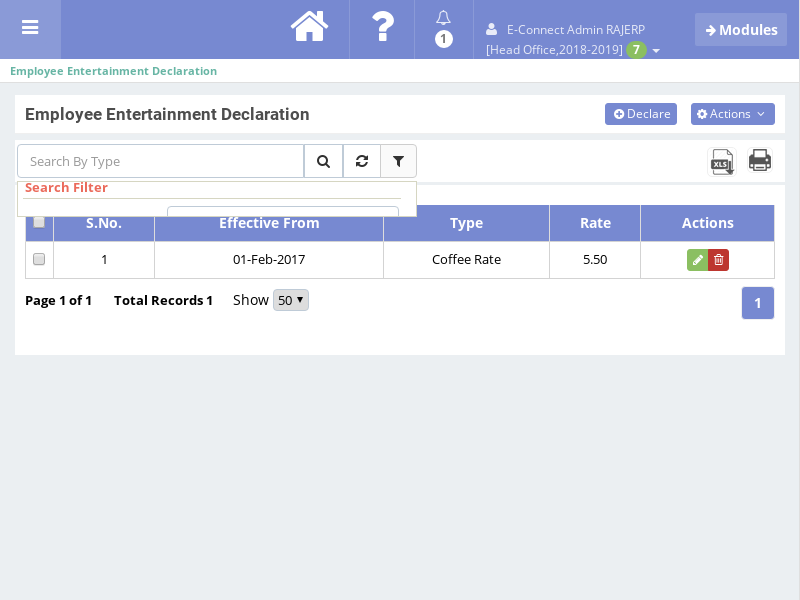 1
E-Connect Admin RAJERP
[Head Office,2018-2019] 7
Modules
Employee Entertainment Declaration
Employee Entertainment Declaration
Declare
Actions
Search By Type
XLS
Search Filter
S.No. Effective From Type Rate Actions
1 01-Feb-2017 Coffee Rate 5.50
Page 1 of 1 Total Records 1 Show 50
1